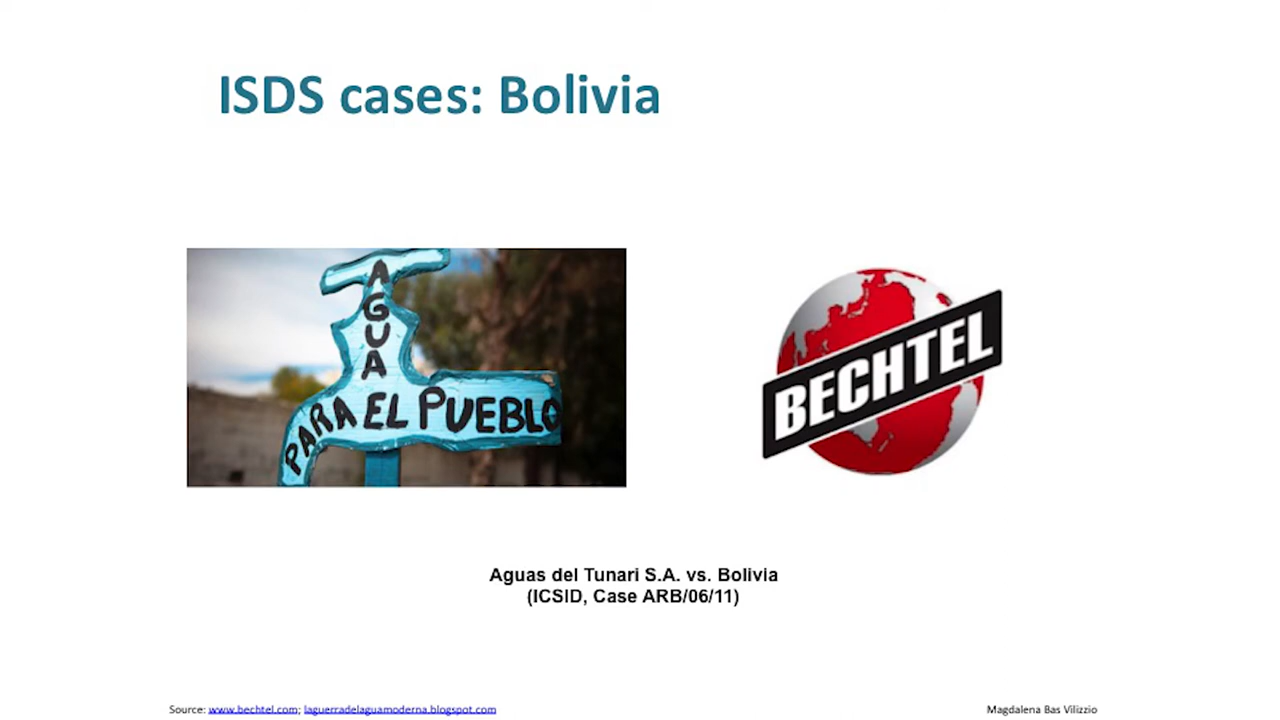 ISDS cases: Bolivia
AGUA
PARA EL PUEBLO
BECHTEL
Aguas del Tunari S.A. vs. Bolivia
(ICSID, Case ARB/06/11)
Source: www.bechtel.com; laguerradelaguamoderna.blogspot.com
Magdalena Bas Vilizzio